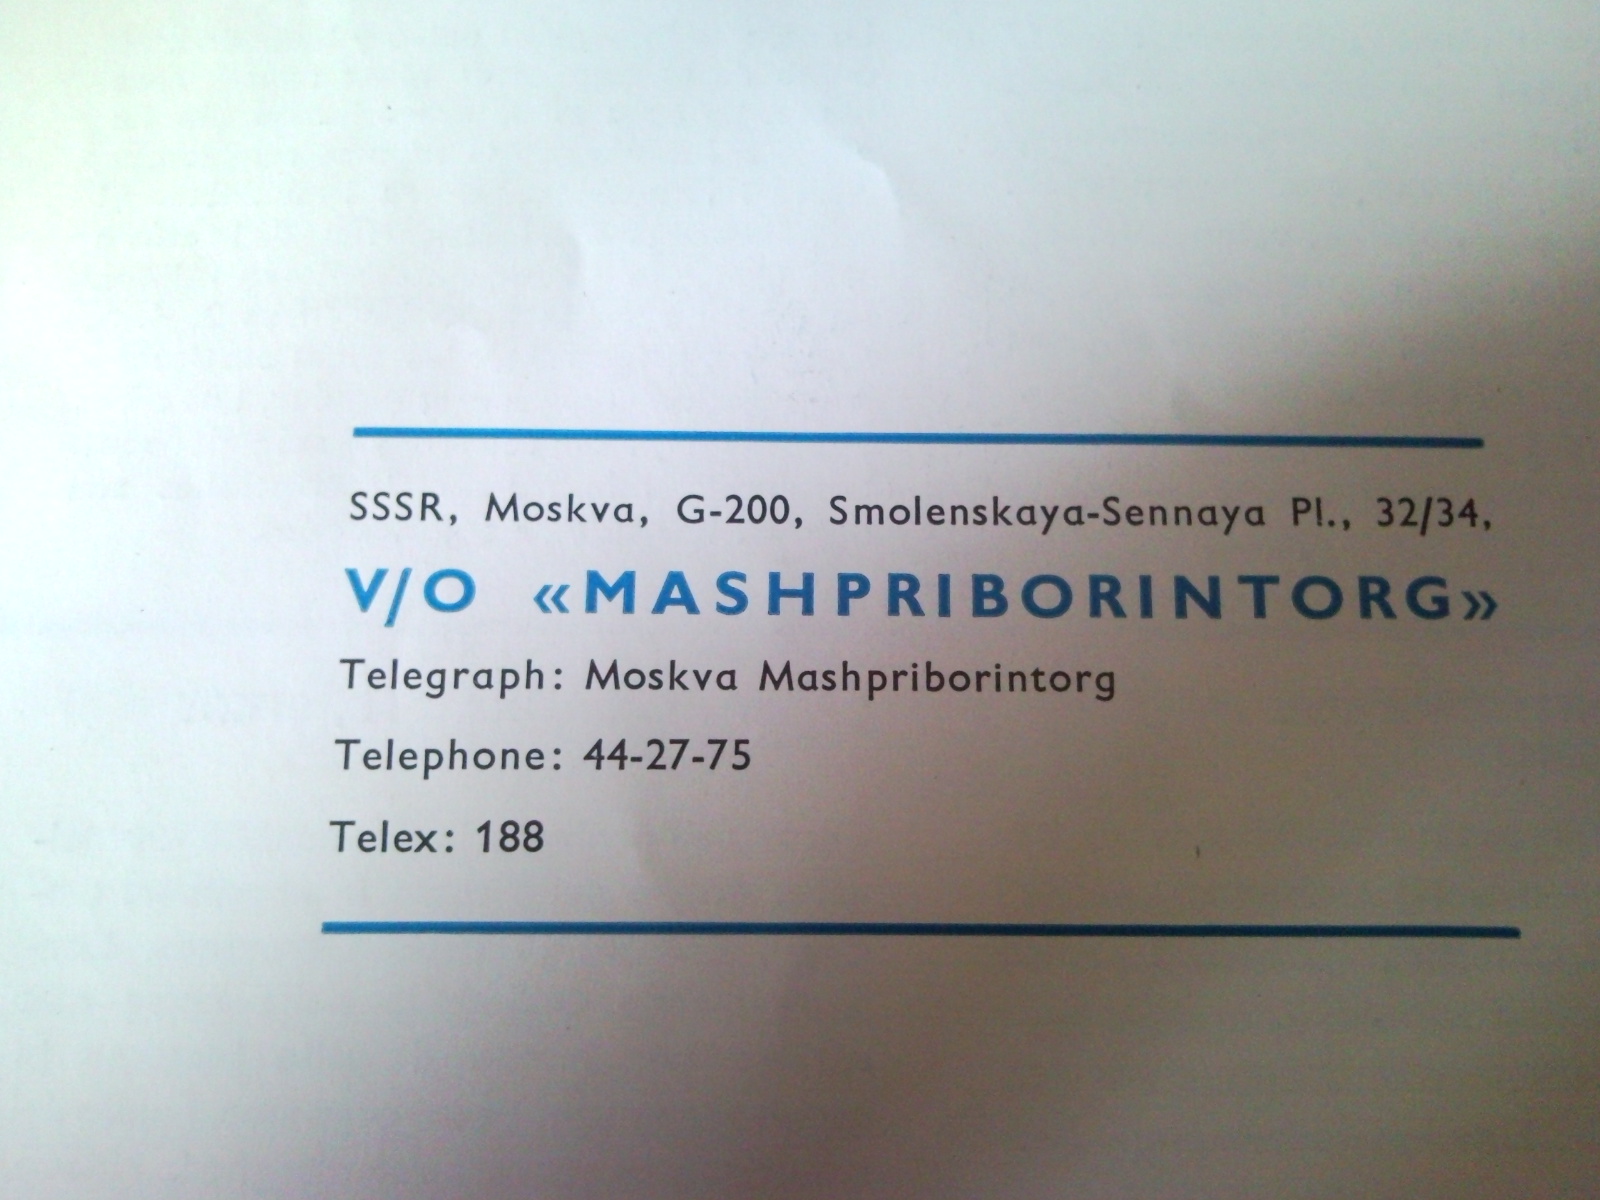 SSSR, Moskva, G-200, Smolenskaya-Sennaya Pl., 32/34,
V/O «MASHPRIBORINTORG»
Telegraph: Moskva Mashpriborintorg
Telephone: 44-27-75
Telex: 188